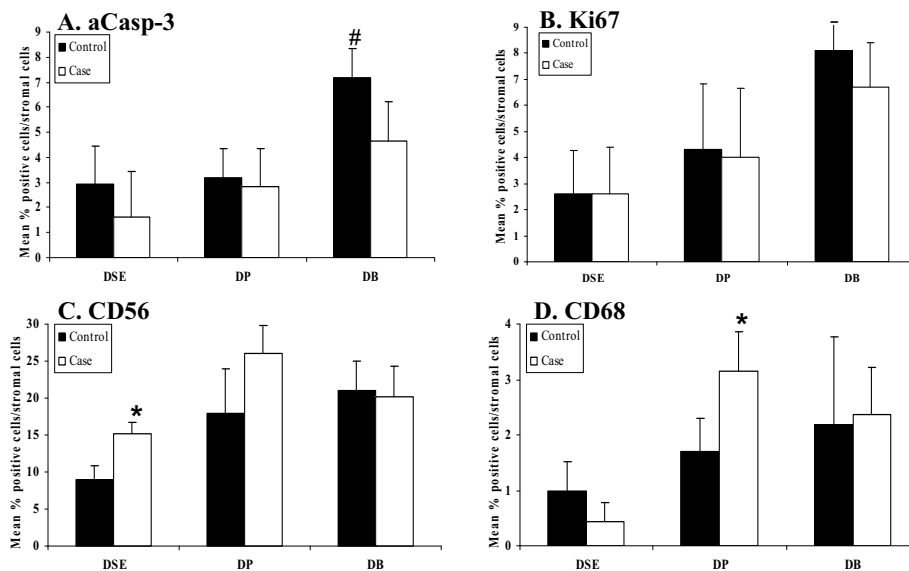 A. aCasp-3
Control
Case
#
Mean % positive cells/stromal cells
9
8
7
6
5
4
3
2
1
0
DSE DP DB
B. Ki67
Control
Case
Mean % positive cells/stromal cells
9
8
7
6
5
4
3
2
1
0
DSE DP DB
C. CD56
Control
Case
*
Mean % positive cells/stromal cells
30
25
20
15
10
5
0
DSE DP DB
D. CD68
Control
Case
*
Mean % positive cells/stromal cells
4
3
2
1
0
DSE DP DB